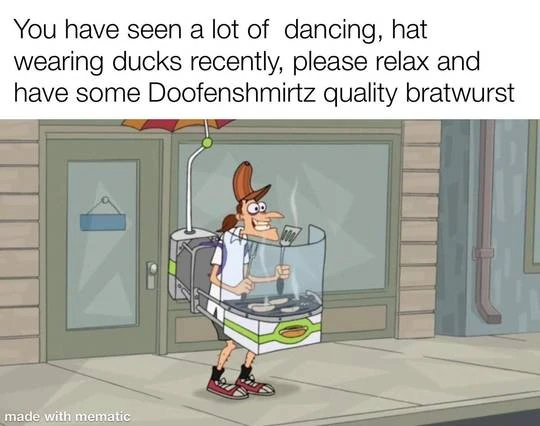 You have seen a lot of  dancing, hat
wearing ducks recently, please relax and
have some Doofenshmirtz quality bratwurst
made with mematic